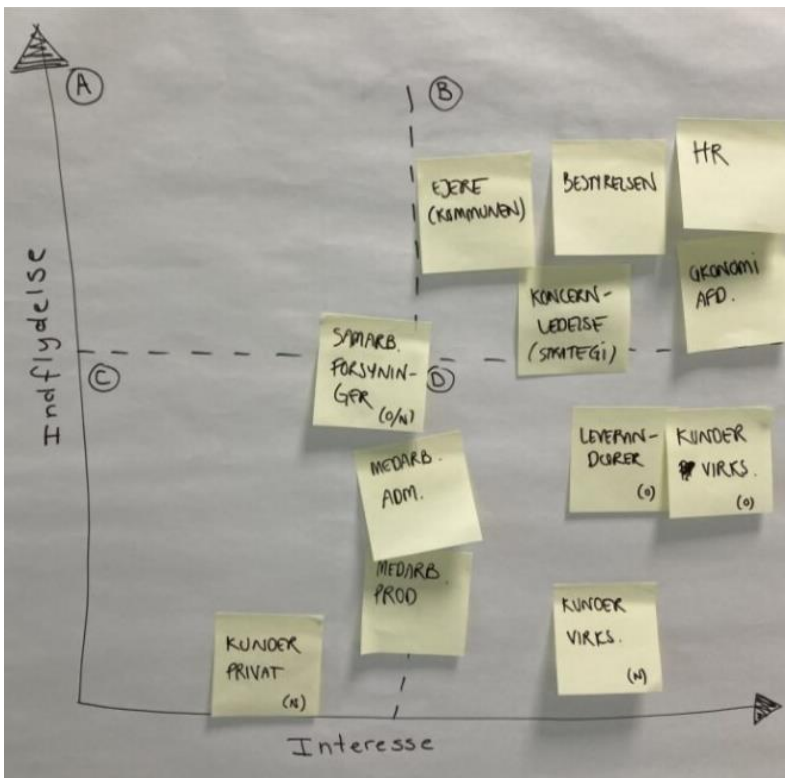 A
B
Indflydelse
EJERE
(KOMMUNEN)
BESTYRELSEN
HR
KONCERN-
LEDELSE
(STRATEGI)
ØKONOMI
AFD.
SAMARB.
FORSYNIN-
GER
(O/N)
C
D
MEDARB.
ADM.
LEVERAN-
DØRER
(O)
KUNDER
VIRKS.
(O)
MEDARB.
PROD
KUNDER
PRIVAT
(N)
KUNDER
VIRKS.
(N)
Interesse